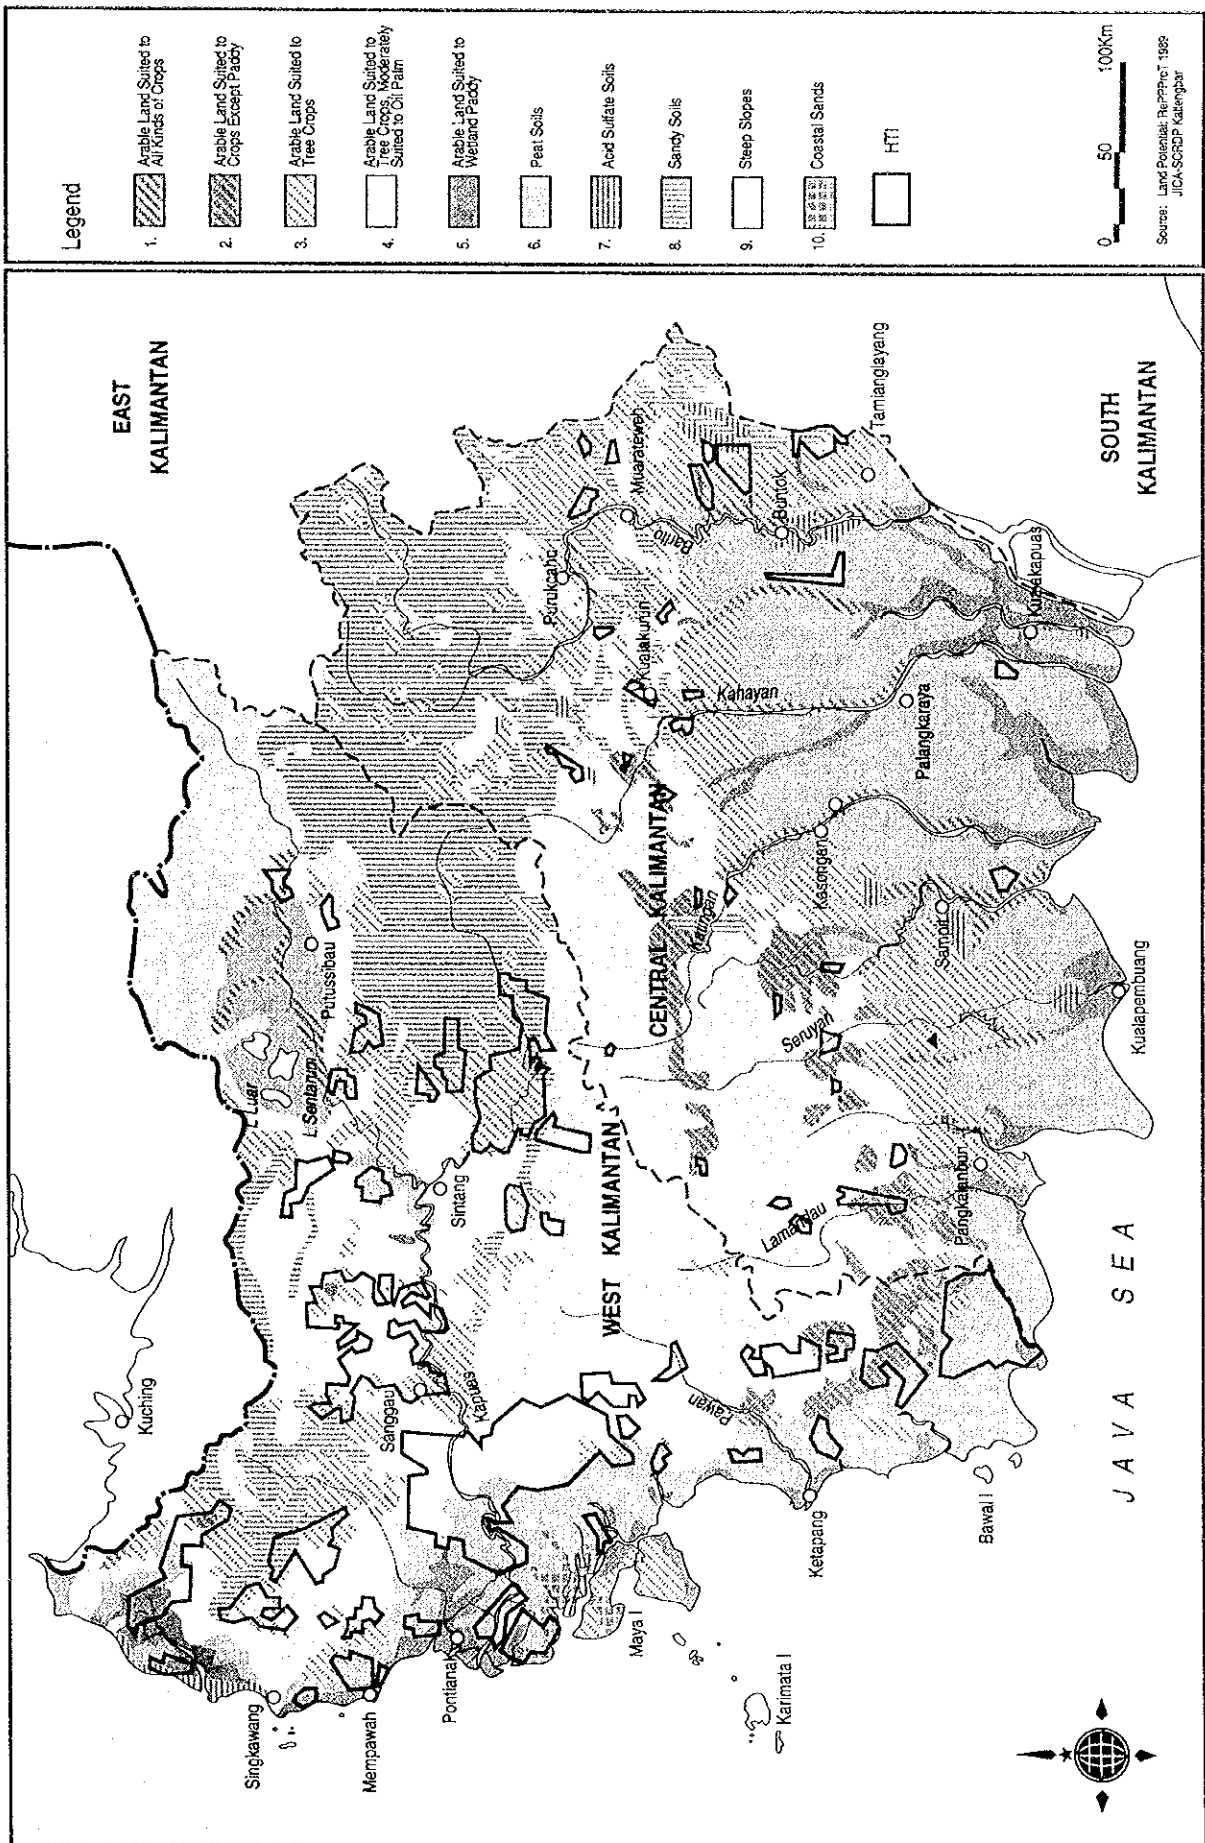 Legend
1. Arable Land Suited to
All Kinds of Crops
2. Arable Land Suited to
Crops Except Paddy
3. Arable Land Suited to
Tree Crops
4. Arable Land Suited to
Tree Crops, Moderately
Suited to Oil Palm
5. Arable Land Suited to
Wetland Paddy
6. Peat Soils
7. Acid Sulfate Soils
8. Sandy Soils
9. Steep Slopes
10. Coastal Sands
HTI
0 50 100Km
Source: Land Potential: RePPProT 1989
JICA-SCRDP Kalbengbar
EAST
KALIMANTAN
SOUTH
KALIMANTAN
CENTRAL KALIMANTAN
WEST KALIMANTAN
JAVA SEA
Kuching
Singkawang
Mempawah
Pontianak
Sanggau
Kapuas
Sintang
L Luar
L Sentarum
Putussibau
Purukcahu
Muarateweh
Barito
Buntok
Tamianglayang
Kualakurun
Kahayan
Kualakapuas
Palangkaraya
Kasongan
Katingan
Sampit
Seruyan
Kualapembuang
Pangkalanbun
Lamandau
Pawan
Ketapang
Bawal I
Maya I
Karimata I